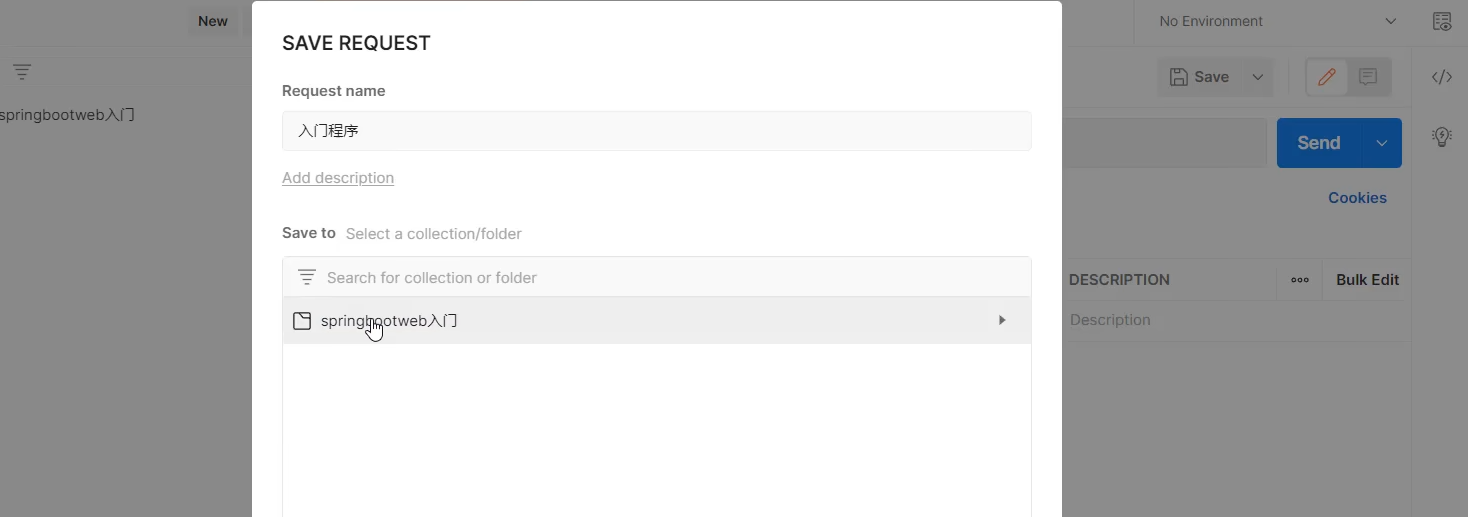 New
springbootweb入门
SAVE REQUEST
Request name
入门程序
Add description
Save to Select a collection/folder
Search for collection or folder
springbootweb入门
No Environment
Save
</>
Send
Cookies
DESCRIPTION
Bulk Edit
Description